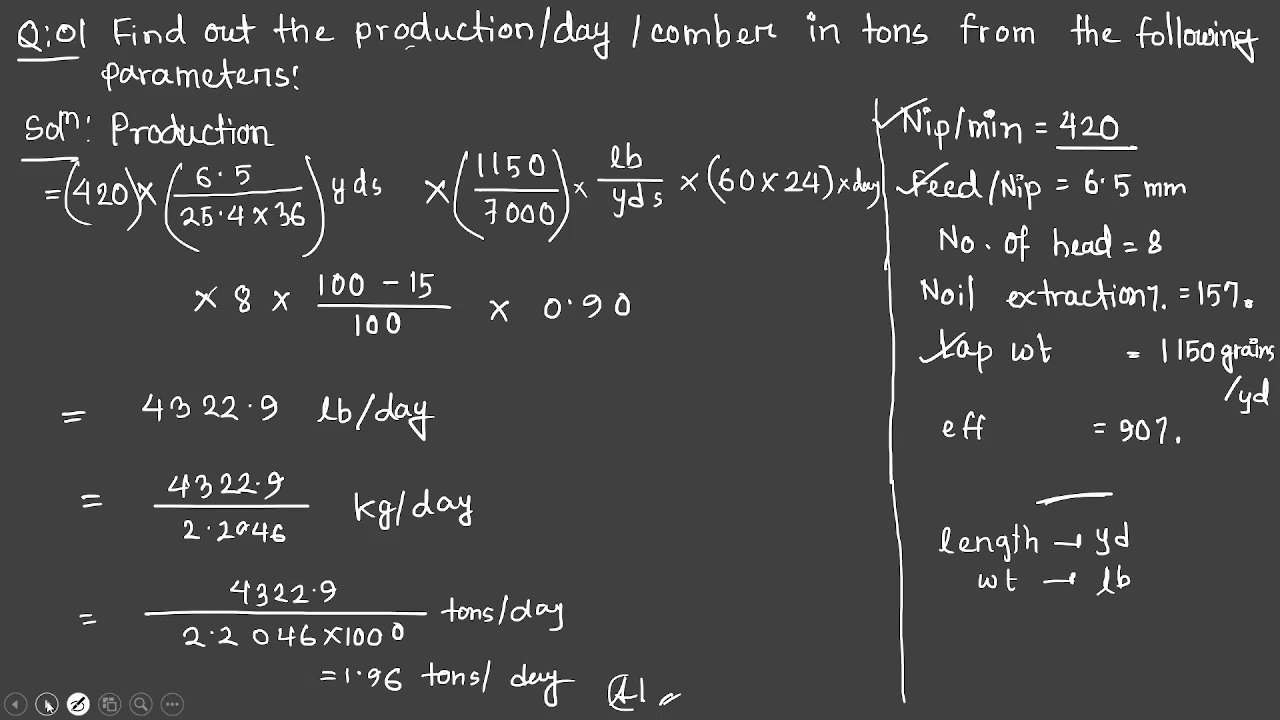 Q:01 Find out the production/day/comber in tons from the following
parameters:
Solⁿ: Production
= (420) × (6.5 / 25.4 × 36) yds × (1150 / 7000) × lb / yds × (60 × 24) × day
× 8 × 100 - 15 / 100 × 0.90
= 4322.9 lb/day
= 4322.9 / 2.2046 kg/day
= 4322.9 / 2.2046 × 1000 tons/day
= 1.96 tons/day
Nip/min = 420
feed/Nip = 6.5 mm
No. of head = 8
Noil extraction% = 15%.
Lap wt = 1150 grains
/yd
eff = 90%.
length → yd
wt → lb